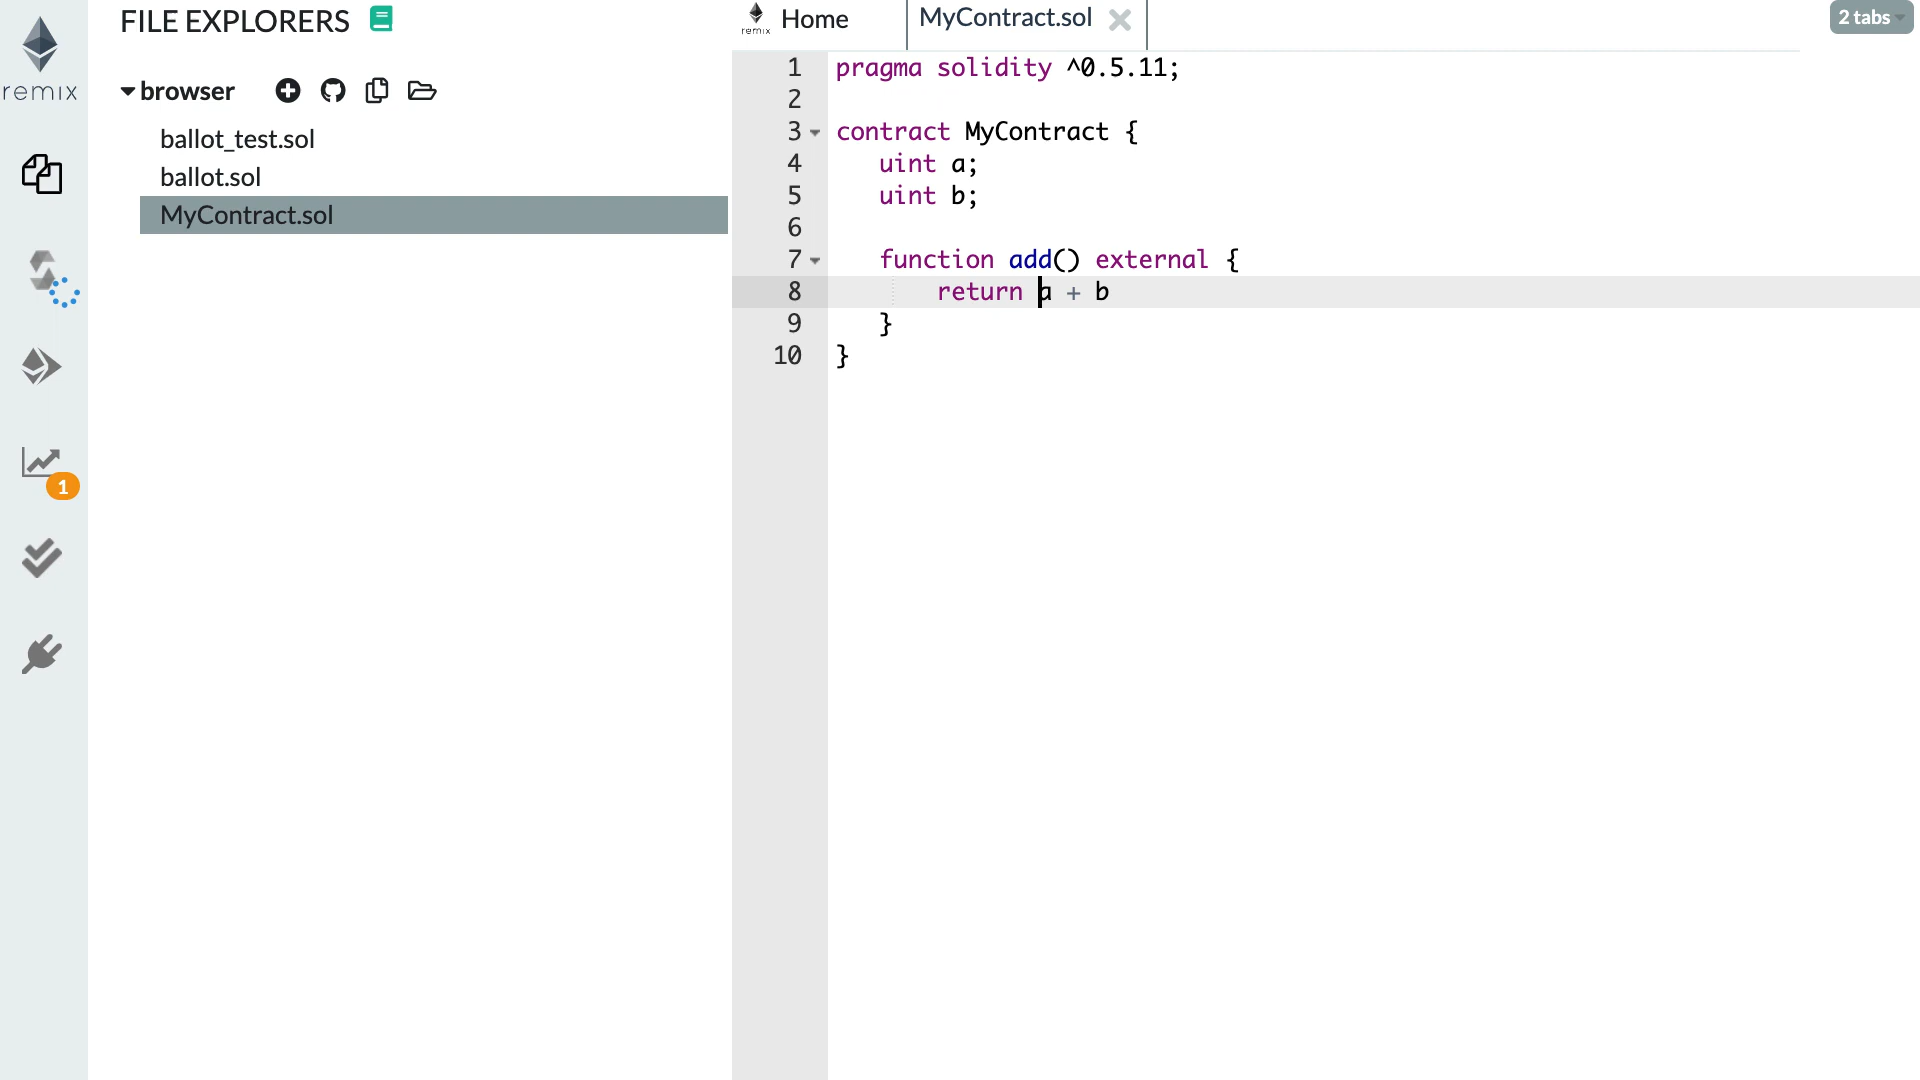 remix
FILE EXPLORERS
browser
ballot_test.sol
ballot.sol
MyContract.sol
1
remix
Home
MyContract.sol
2 tabs
1 pragma solidity ^0.5.11;
2
3 contract MyContract {
4 uint a;
5 uint b;
6
7 function add() external {
8 return a + b
9 }
10 }